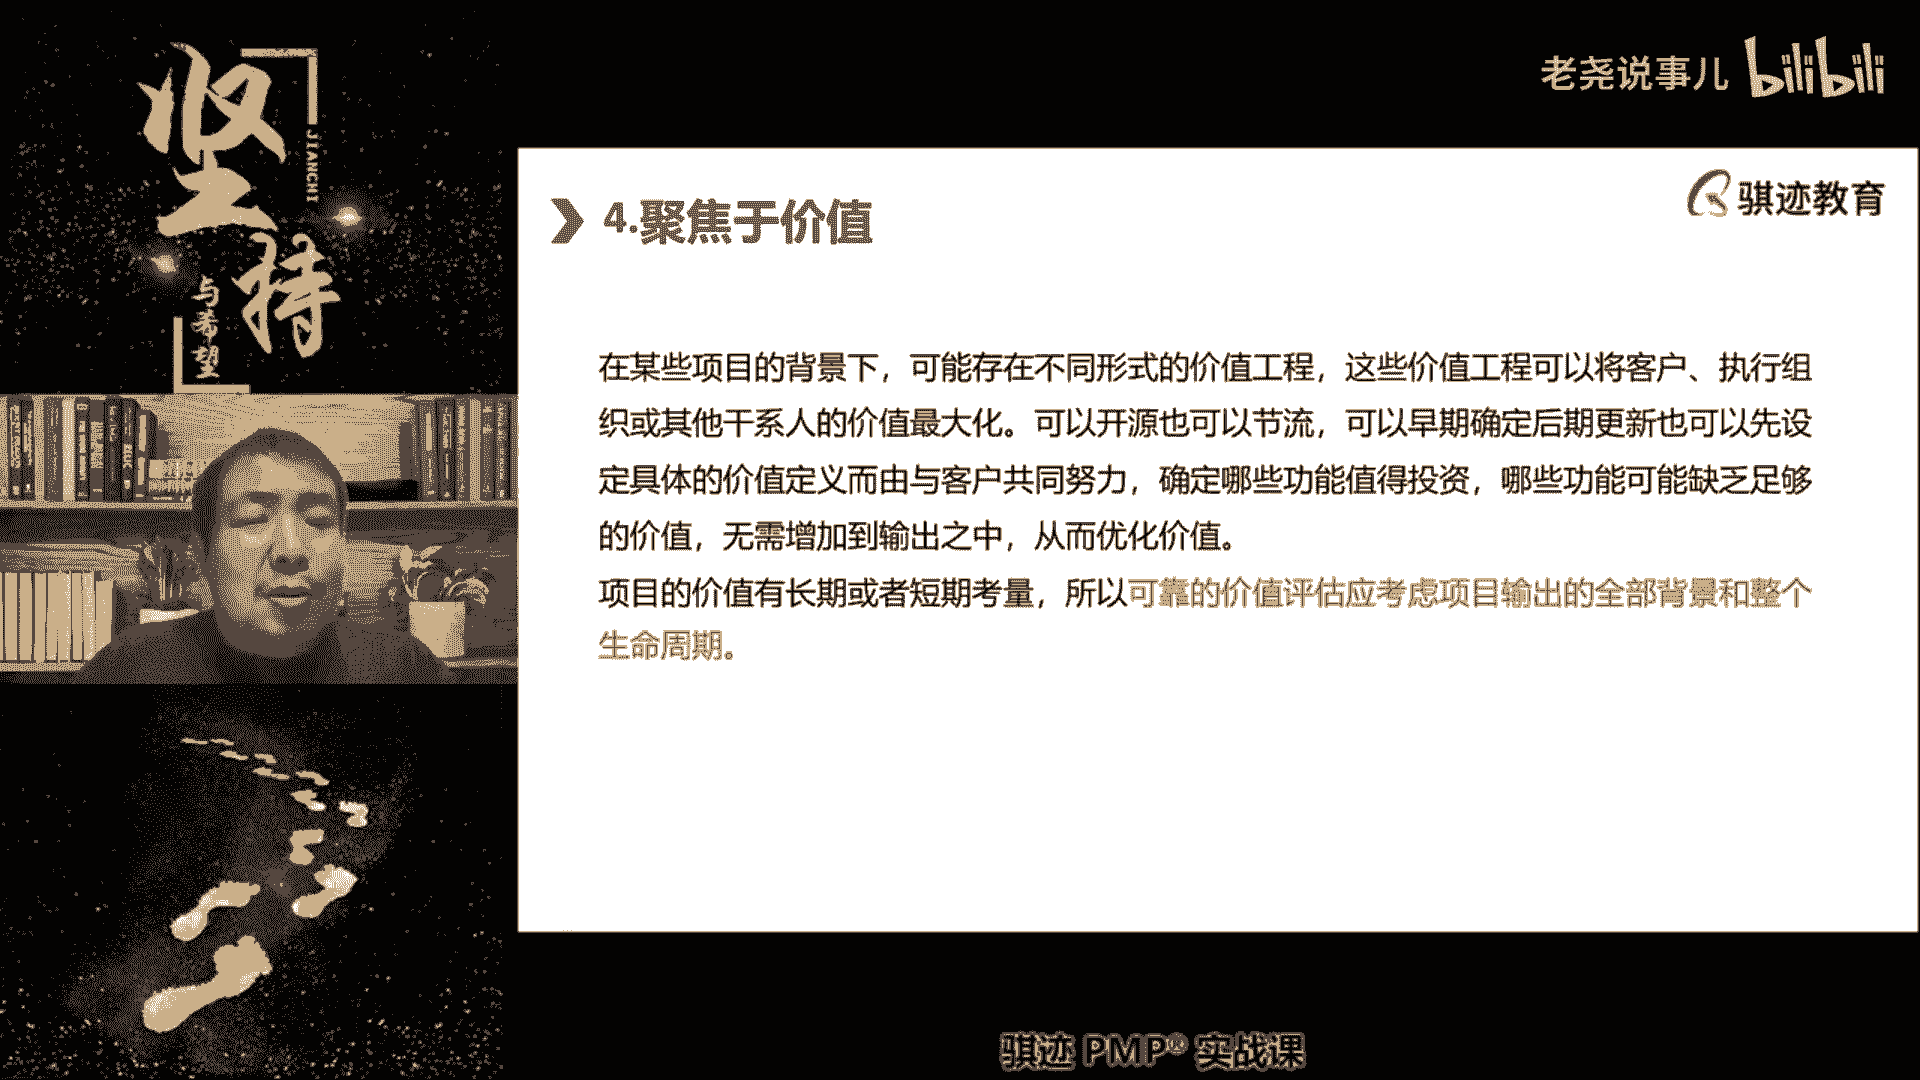 坚持
JIANCHI
与希望
老尧说事儿 bilibili
骐迹教育
4.聚焦于价值
在某些项目的背景下，可能存在不同形式的价值工程，这些价值工程可以将客户、执行组
织或其他干系人的价值最大化。可以开源也可以节流，可以早期确定后期更新也可以先设
定具体的价值定义而由与客户共同努力，确定哪些功能值得投资，哪些功能可能缺乏足够
的价值，无需增加到输出之中，从而优化价值。
项目的价值有长期或者短期考量，所以可靠的价值评估应考虑项目输出的全部背景和整个
生命周期。
骐迹 PMP® 实战课